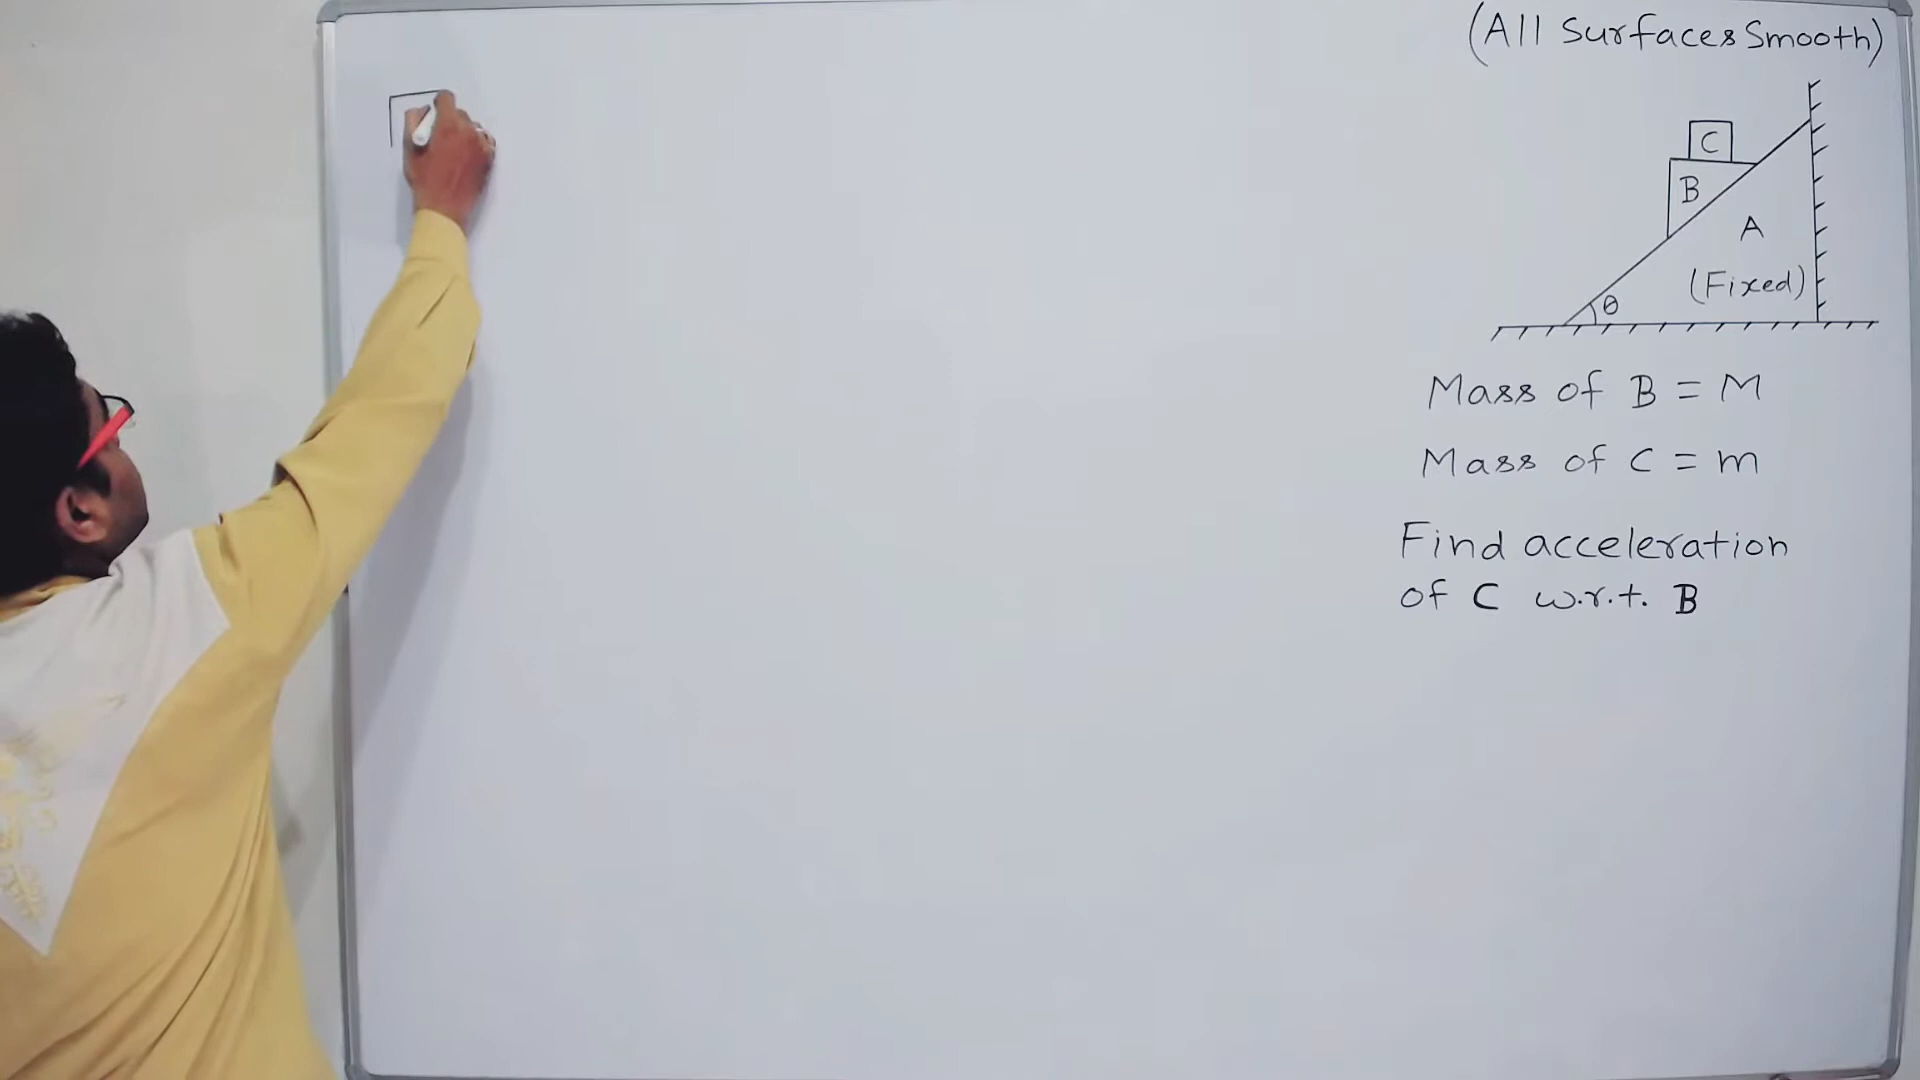 (All Surfaces Smooth)
C
B
A
(Fixed)
θ
Mass of B = M
Mass of C = m
Find acceleration
of C w.r.t. B